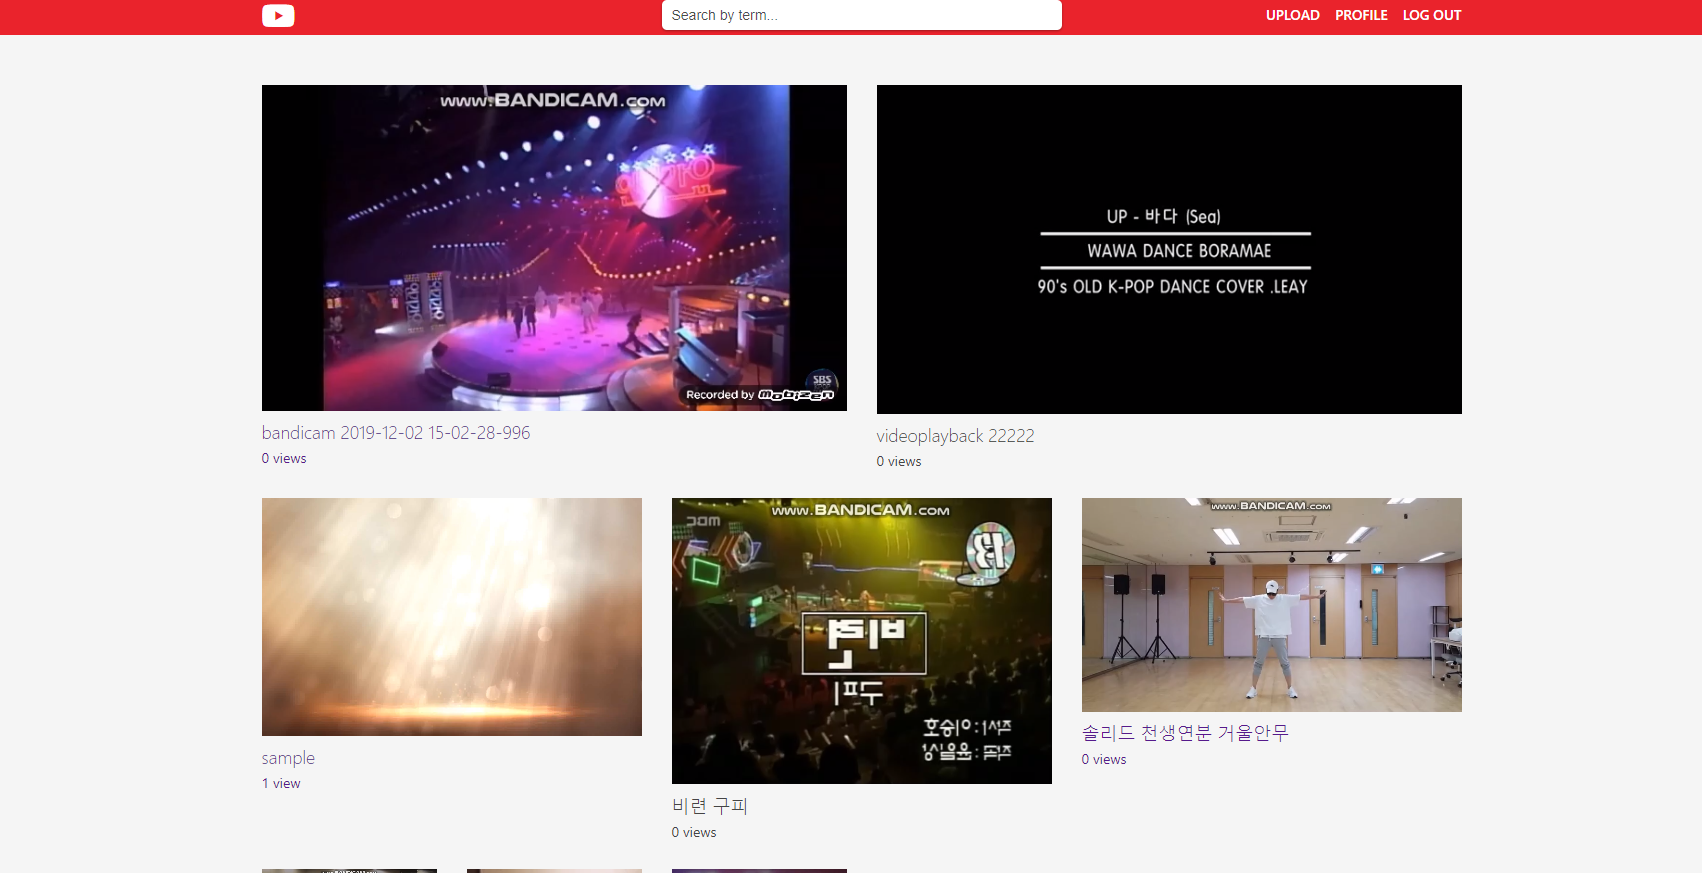 Search by term...
UPLOAD PROFILE LOG OUT
www.BANDICAM.com
SBS
Recorded by mobizen
bandicam 2019-12-02 15-02-28-996
0 views
UP - 바다 (Sea)
WAWA DANCE BORAMAE
90's OLD K-POP DANCE COVER .LEAY
videoplayback 22222
0 views
sample
1 view
www.BANDICAM.com
비련 구피
0 views
www.BANDICAM.com
솔리드 천생연분 거울안무
0 views